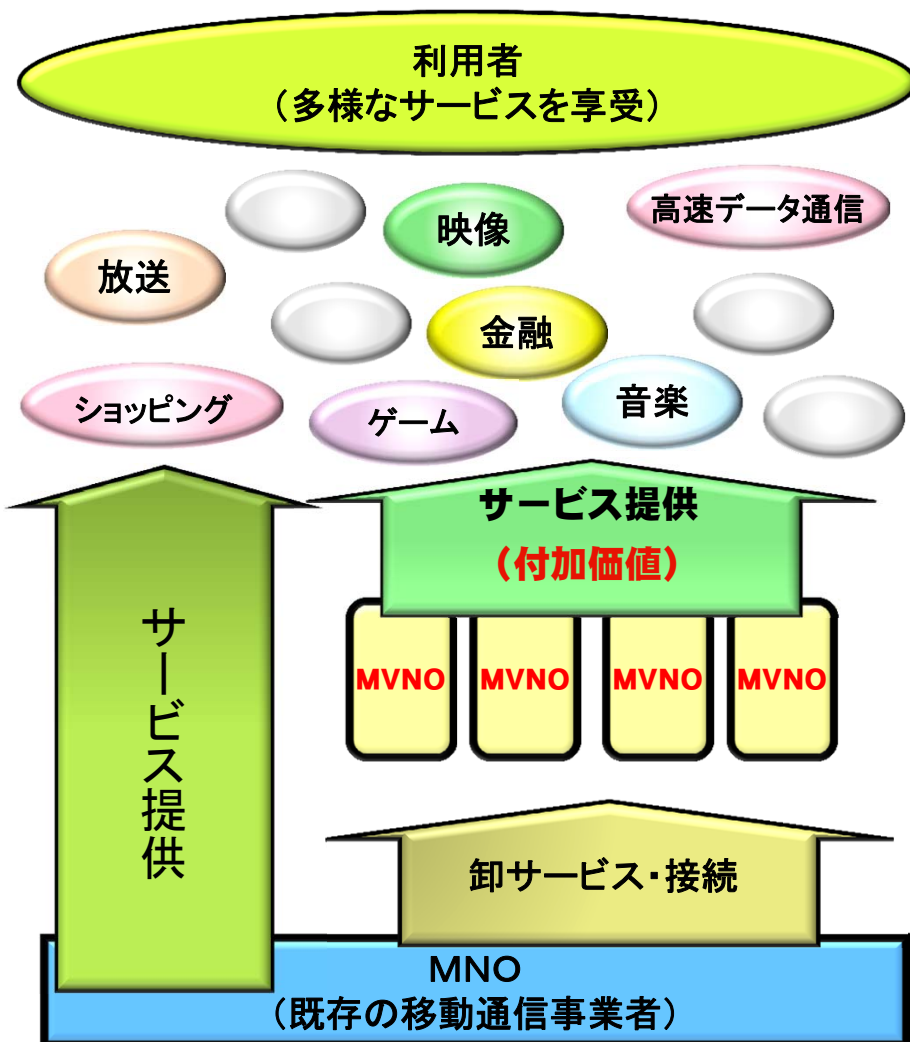 利用者
（多様なサービスを享受）
映像
高速データ通信
放送
金融
ショッピング
ゲーム
音楽
サービス提供
サービス提供
（付加価値）
MVNO
MVNO
MVNO
MVNO
卸サービス・接続
MNO
（既存の移動通信事業者）